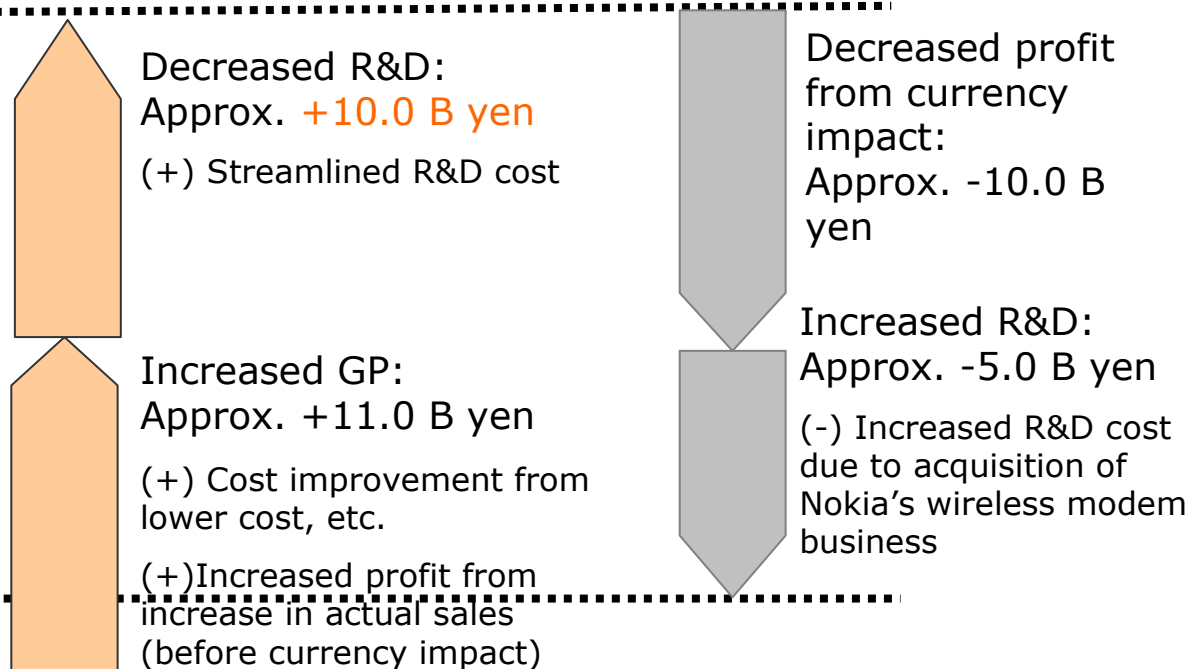 Decreased R&D:
Approx. +10.0 B yen
(+) Streamlined R&D cost
Increased GP:
Approx. +11.0 B yen
(+) Cost improvement from
lower cost, etc.
(+)Increased profit from
increase in actual sales
(before currency impact)
Decreased profit
from currency
impact:
Approx. -10.0 B
yen
Increased R&D:
Approx. -5.0 B yen
(-) Increased R&D cost
due to acquisition of
Nokia’s wireless modem
business